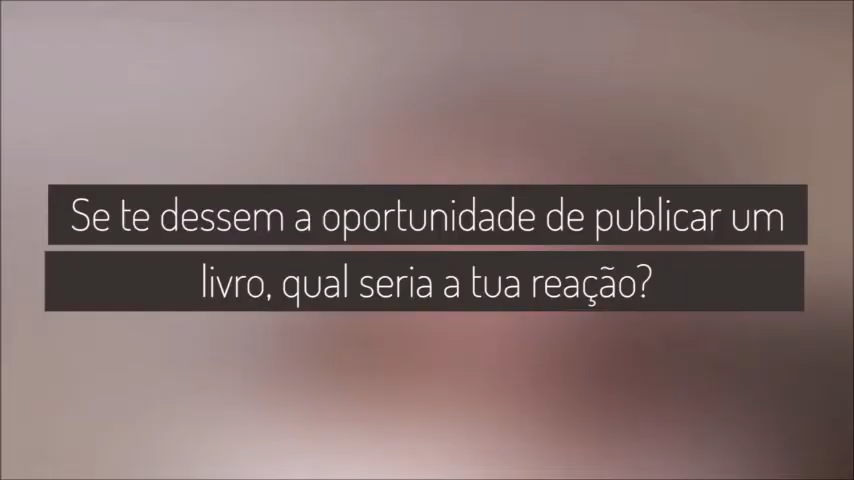 Se te dessem a oportunidade de publicar um
livro, qual seria a tua reação?